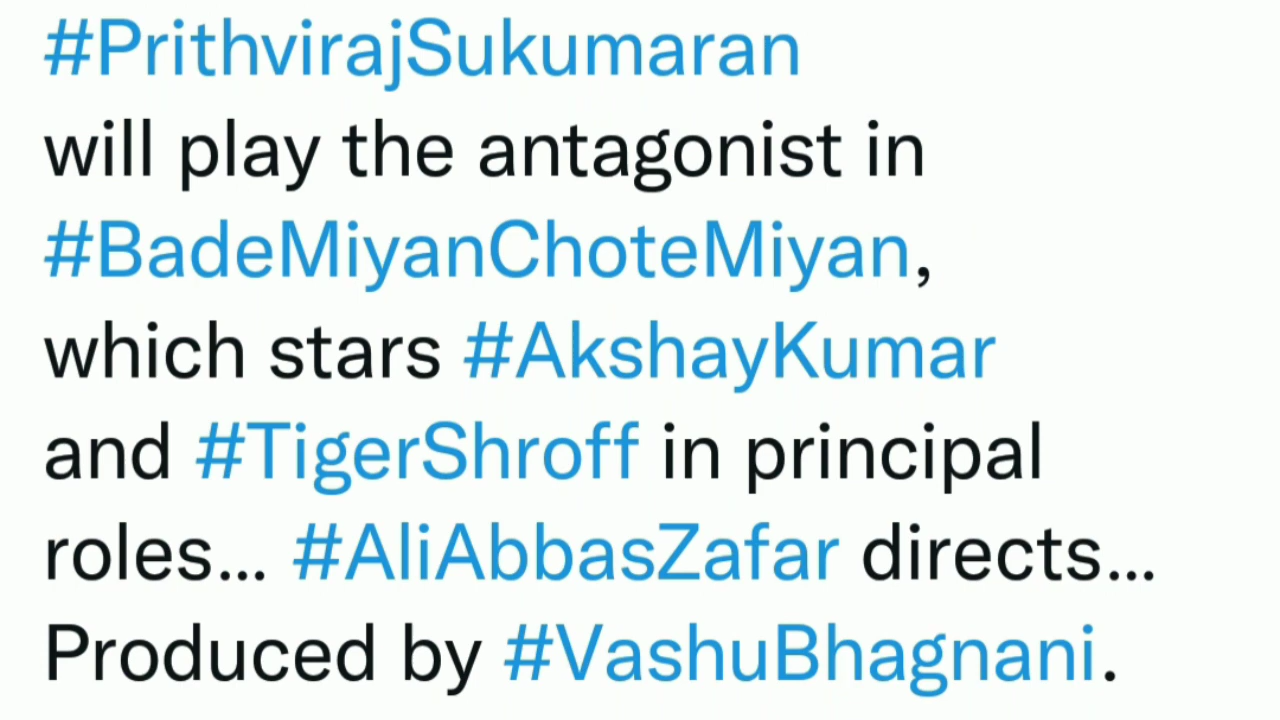 #PrithvirajSukumaran
will play the antagonist in
#BadeMiyanChoteMiyan,
which stars #AkshayKumar
and #TigerShroff in principal
roles... #AliAbbasZafar directs...
Produced by #VashuBhagnani.